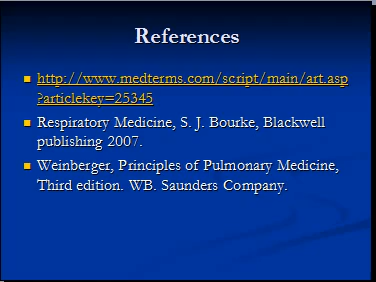 References
http://www.medterms.com/script/main/art.asp
?articlekey=25345
Respiratory Medicine, S. J. Bourke, Blackwell
publishing 2007.
Weinberger, Principles of Pulmonary Medicine,
Third edition. WB. Saunders Company.